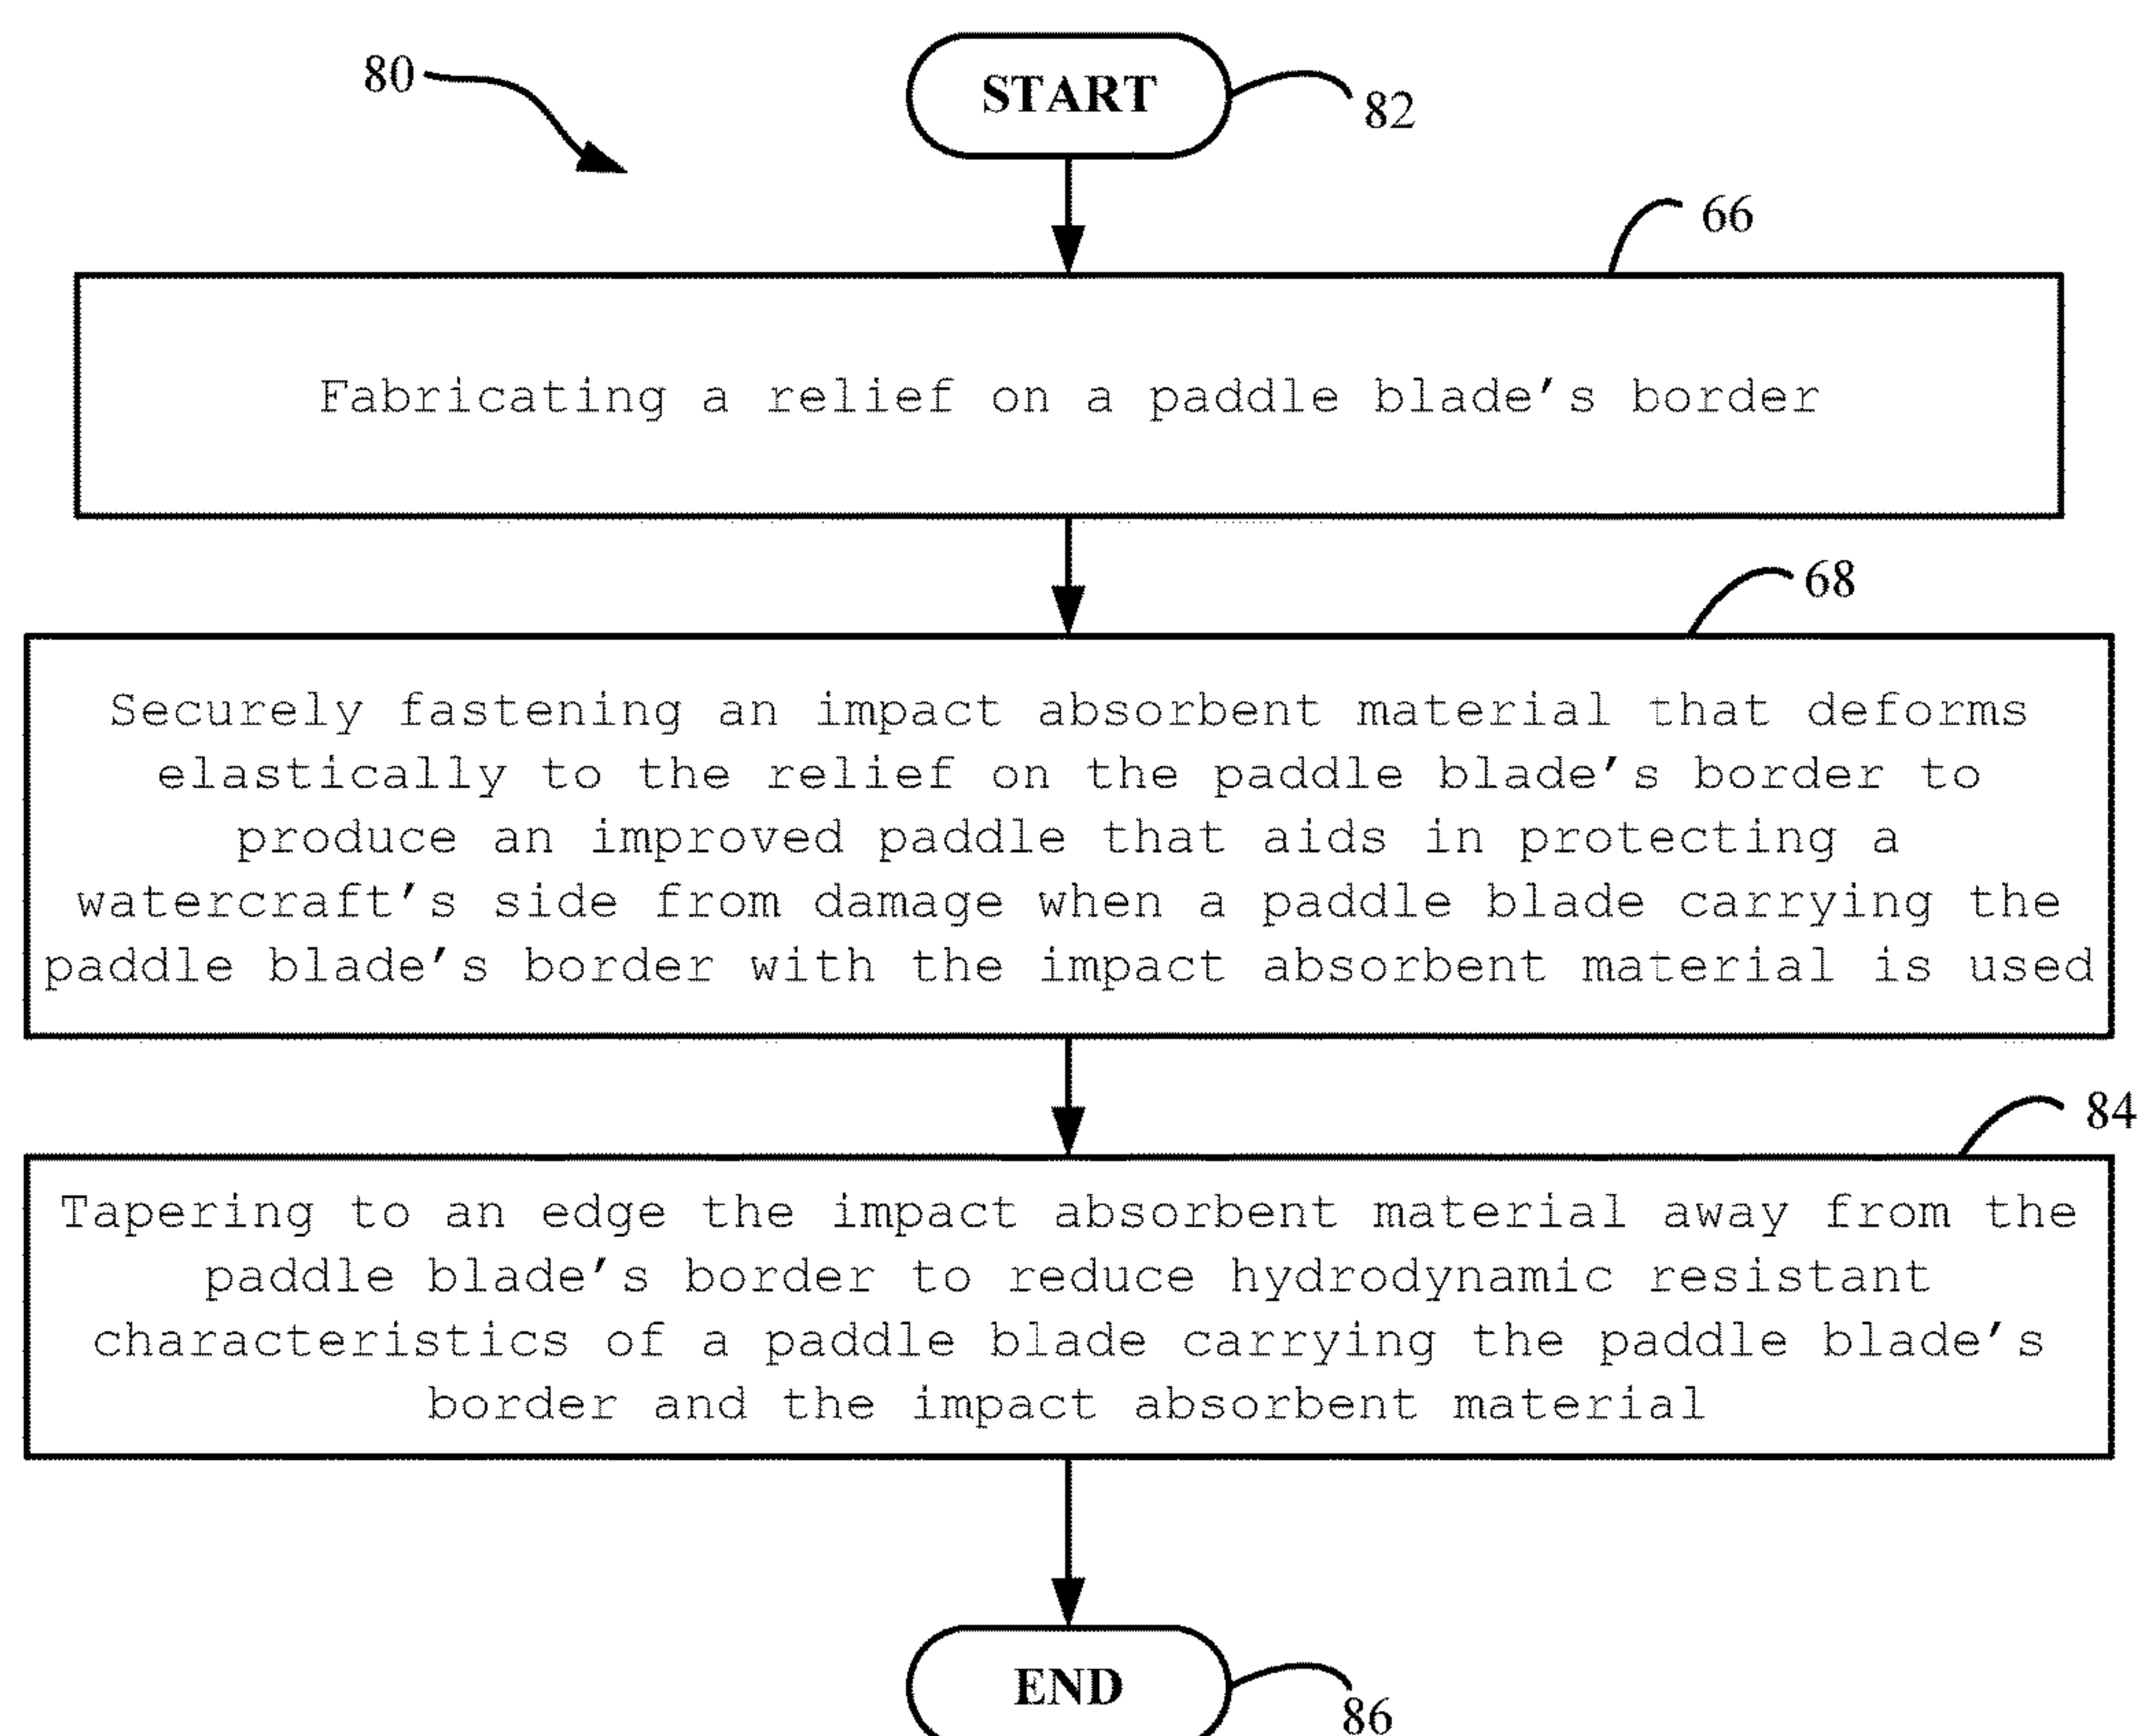 80
START
82
66
Fabricating a relief on a paddle blade's border
68
Securely fastening an impact absorbent material that deforms
elastically to the relief on the paddle blade's border to
produce an improved paddle that aids in protecting a
watercraft's side from damage when a paddle blade carrying the
paddle blade's border with the impact absorbent material is used
84
Tapering to an edge the impact absorbent material away from the
paddle blade's border to reduce hydrodynamic resistant
characteristics of a paddle blade carrying the paddle blade's
border and the impact absorbent material
END
86